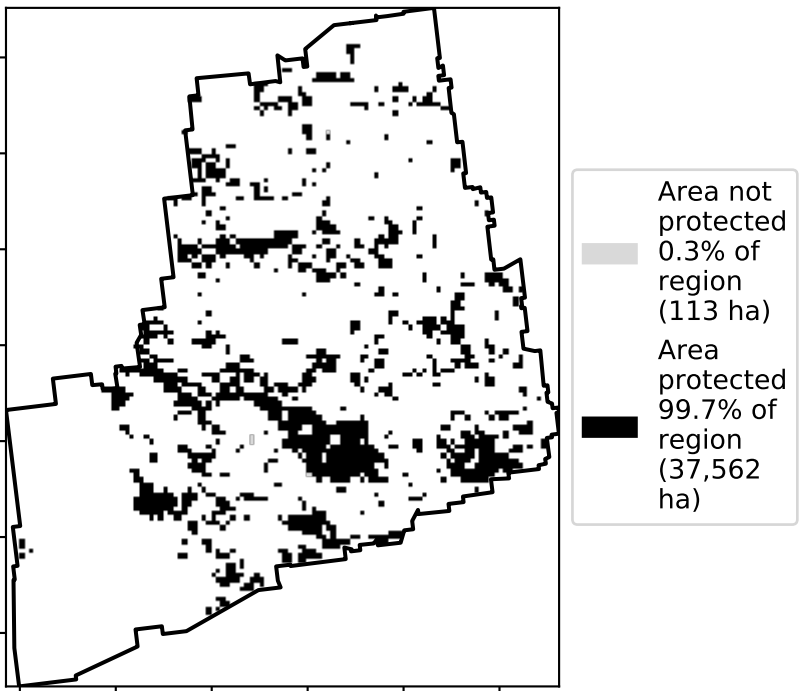 Area not
protected
0.3% of
region
(113 ha)
Area
protected
99.7% of
region
(37,562
ha)